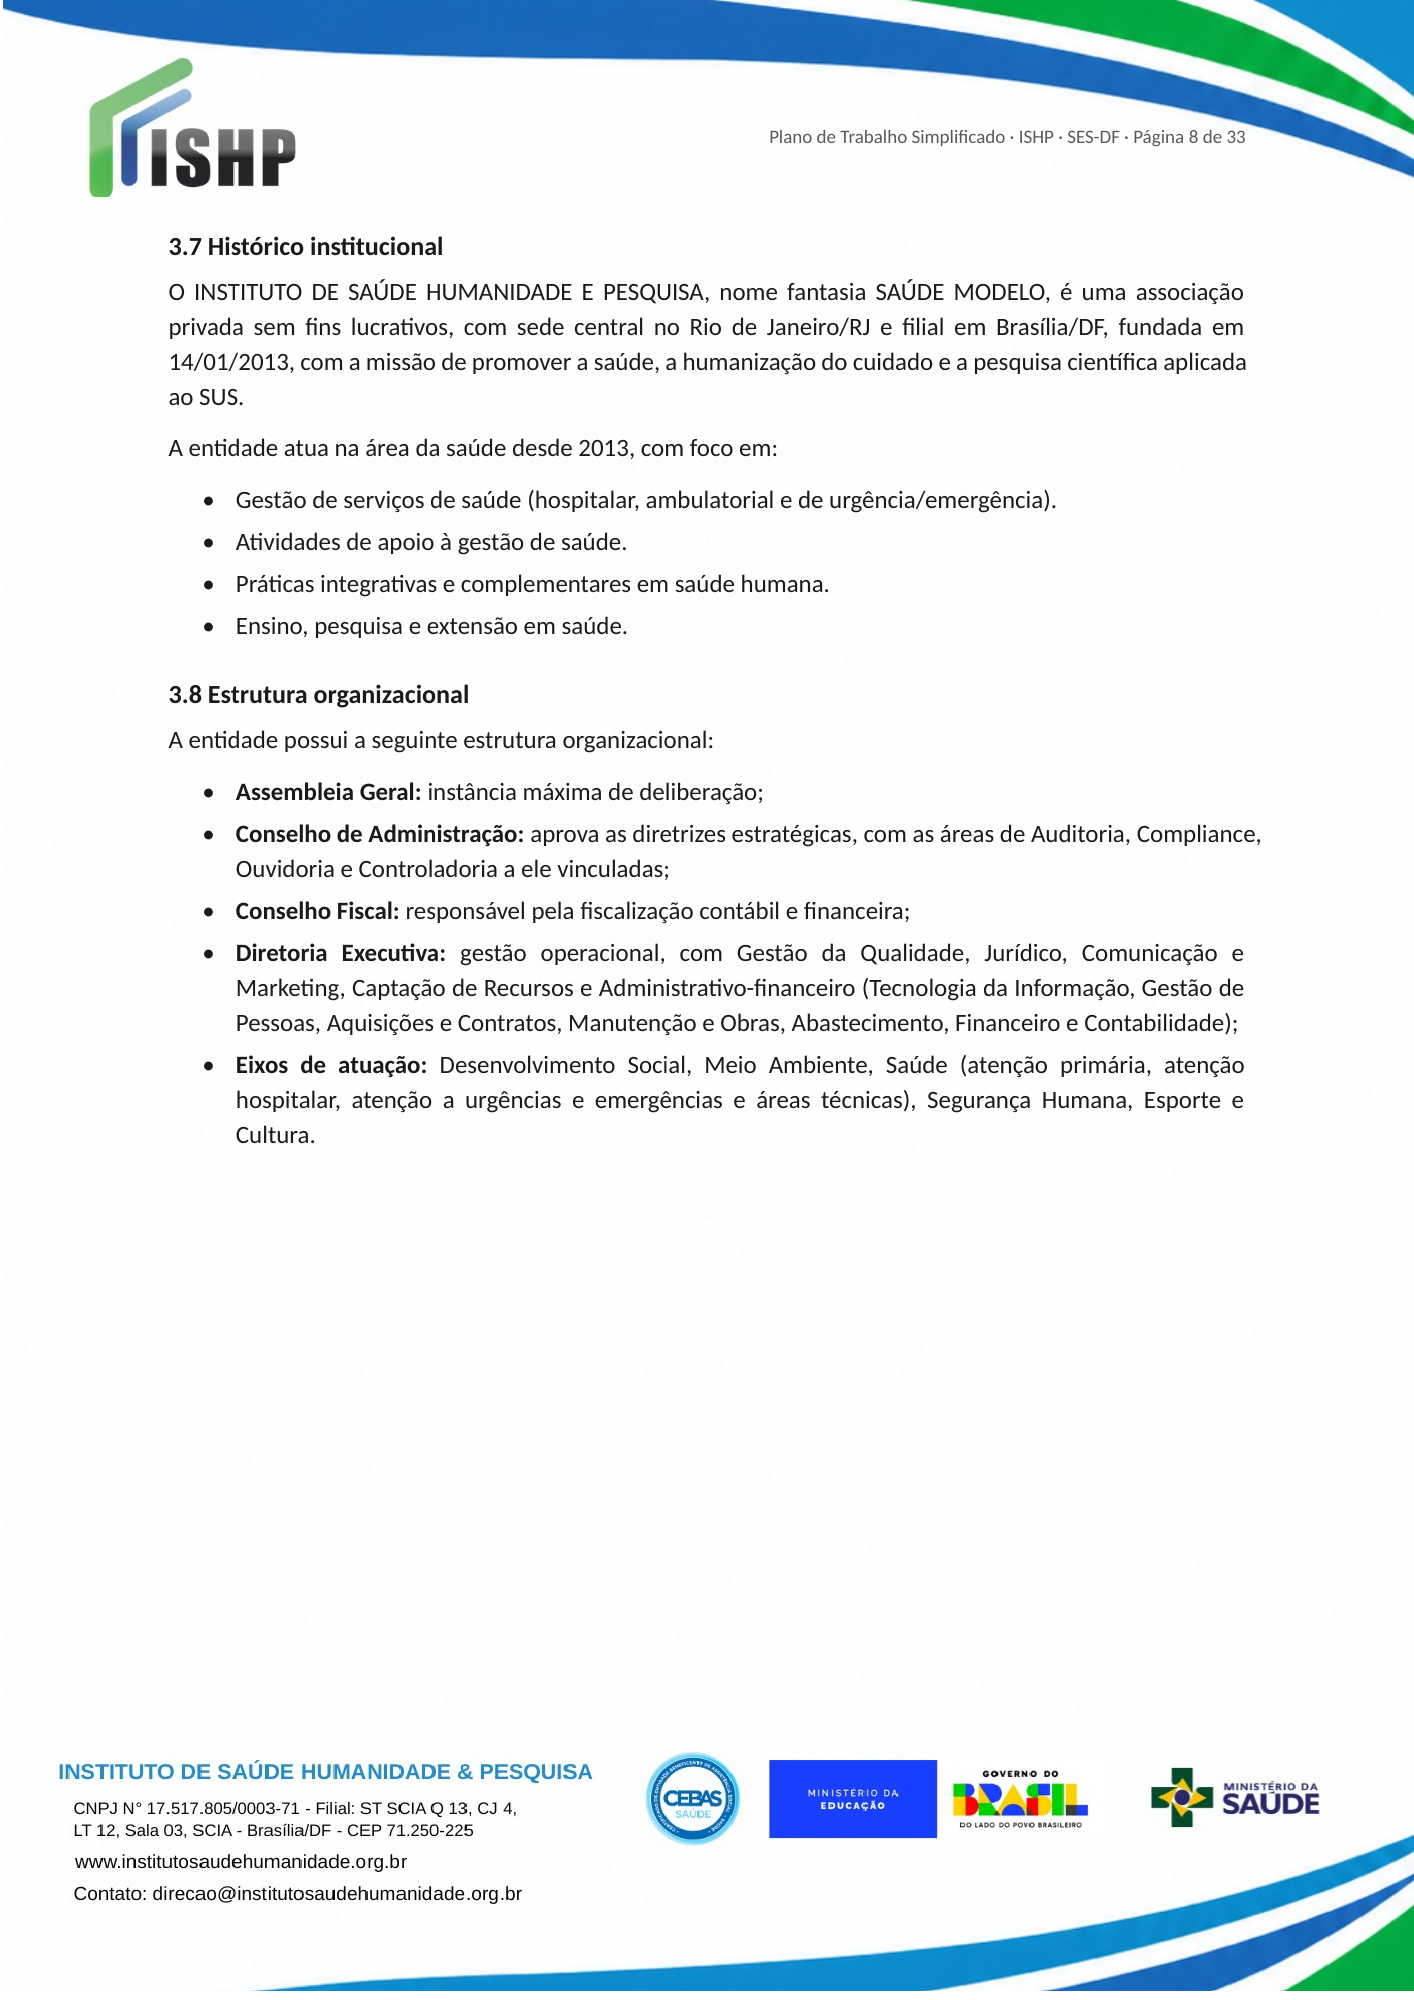 ISHP
Plano de Trabalho Simplificado · ISHP · SES-DF · Página 8 de 33
3.7 Histórico institucional
O INSTITUTO DE SAÚDE HUMANIDADE E PESQUISA, nome fantasia SAÚDE MODELO, é uma associação
privada sem fins lucrativos, com sede central no Rio de Janeiro/RJ e filial em Brasília/DF, fundada em
14/01/2013, com a missão de promover a saúde, a humanização do cuidado e a pesquisa científica aplicada
ao SUS.
A entidade atua na área da saúde desde 2013, com foco em:
• Gestão de serviços de saúde (hospitalar, ambulatorial e de urgência/emergência).
• Atividades de apoio à gestão de saúde.
• Práticas integrativas e complementares em saúde humana.
• Ensino, pesquisa e extensão em saúde.
3.8 Estrutura organizacional
A entidade possui a seguinte estrutura organizacional:
• Assembleia Geral: instância máxima de deliberação;
• Conselho de Administração: aprova as diretrizes estratégicas, com as áreas de Auditoria, Compliance,
Ouvidoria e Controladoria a ele vinculadas;
• Conselho Fiscal: responsável pela fiscalização contábil e financeira;
• Diretoria Executiva: gestão operacional, com Gestão da Qualidade, Jurídico, Comunicação e
Marketing, Captação de Recursos e Administrativo-financeiro (Tecnologia da Informação, Gestão de
Pessoas, Aquisições e Contratos, Manutenção e Obras, Abastecimento, Financeiro e Contabilidade);
• Eixos de atuação: Desenvolvimento Social, Meio Ambiente, Saúde (atenção primária, atenção
hospitalar, atenção a urgências e emergências e áreas técnicas), Segurança Humana, Esporte e
Cultura.
INSTITUTO DE SAÚDE HUMANIDADE & PESQUISA
CNPJ N° 17.517.805/0003-71 - Filial: ST SCIA Q 13, CJ 4,
LT 12, Sala 03, SCIA - Brasília/DF - CEP 71.250-225
www.institutosaudehumanidade.org.br
Contato: direcao@institutosaudehumanidade.org.br
CEBAS
SAÚDE
MINISTÉRIO DA
EDUCAÇÃO
GOVERNO DO
BRASIL
DO LADO DO POVO BRASILEIRO
MINISTÉRIO DA
SAÚDE